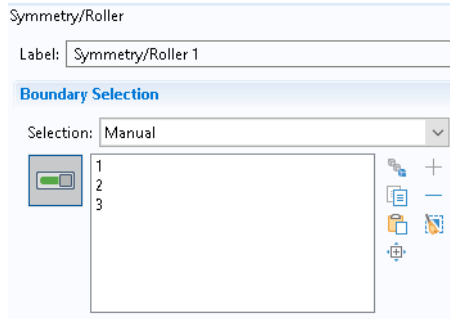 Symmetry/Roller
Label: Symmetry/Roller 1
Boundary Selection
Selection: Manual
1
2
3